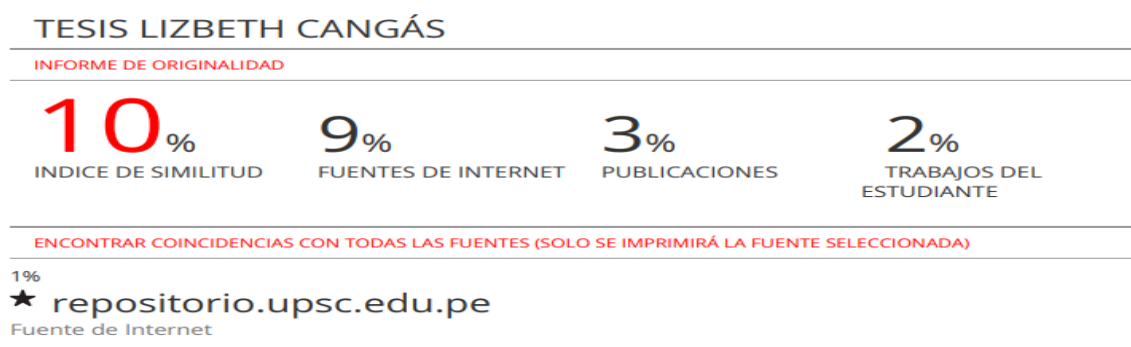 TESIS LIZBETH CANGÁS
INFORME DE ORIGINALIDAD
10%
INDICE DE SIMILITUD
9%
FUENTES DE INTERNET
3%
PUBLICACIONES
2%
TRABAJOS DEL
ESTUDIANTE
ENCONTRAR COINCIDENCIAS CON TODAS LAS FUENTES (SOLO SE IMPRIMIRÁ LA FUENTE SELECCIONADA)
1%
★ repositorio.upsc.edu.pe
Fuente de Internet